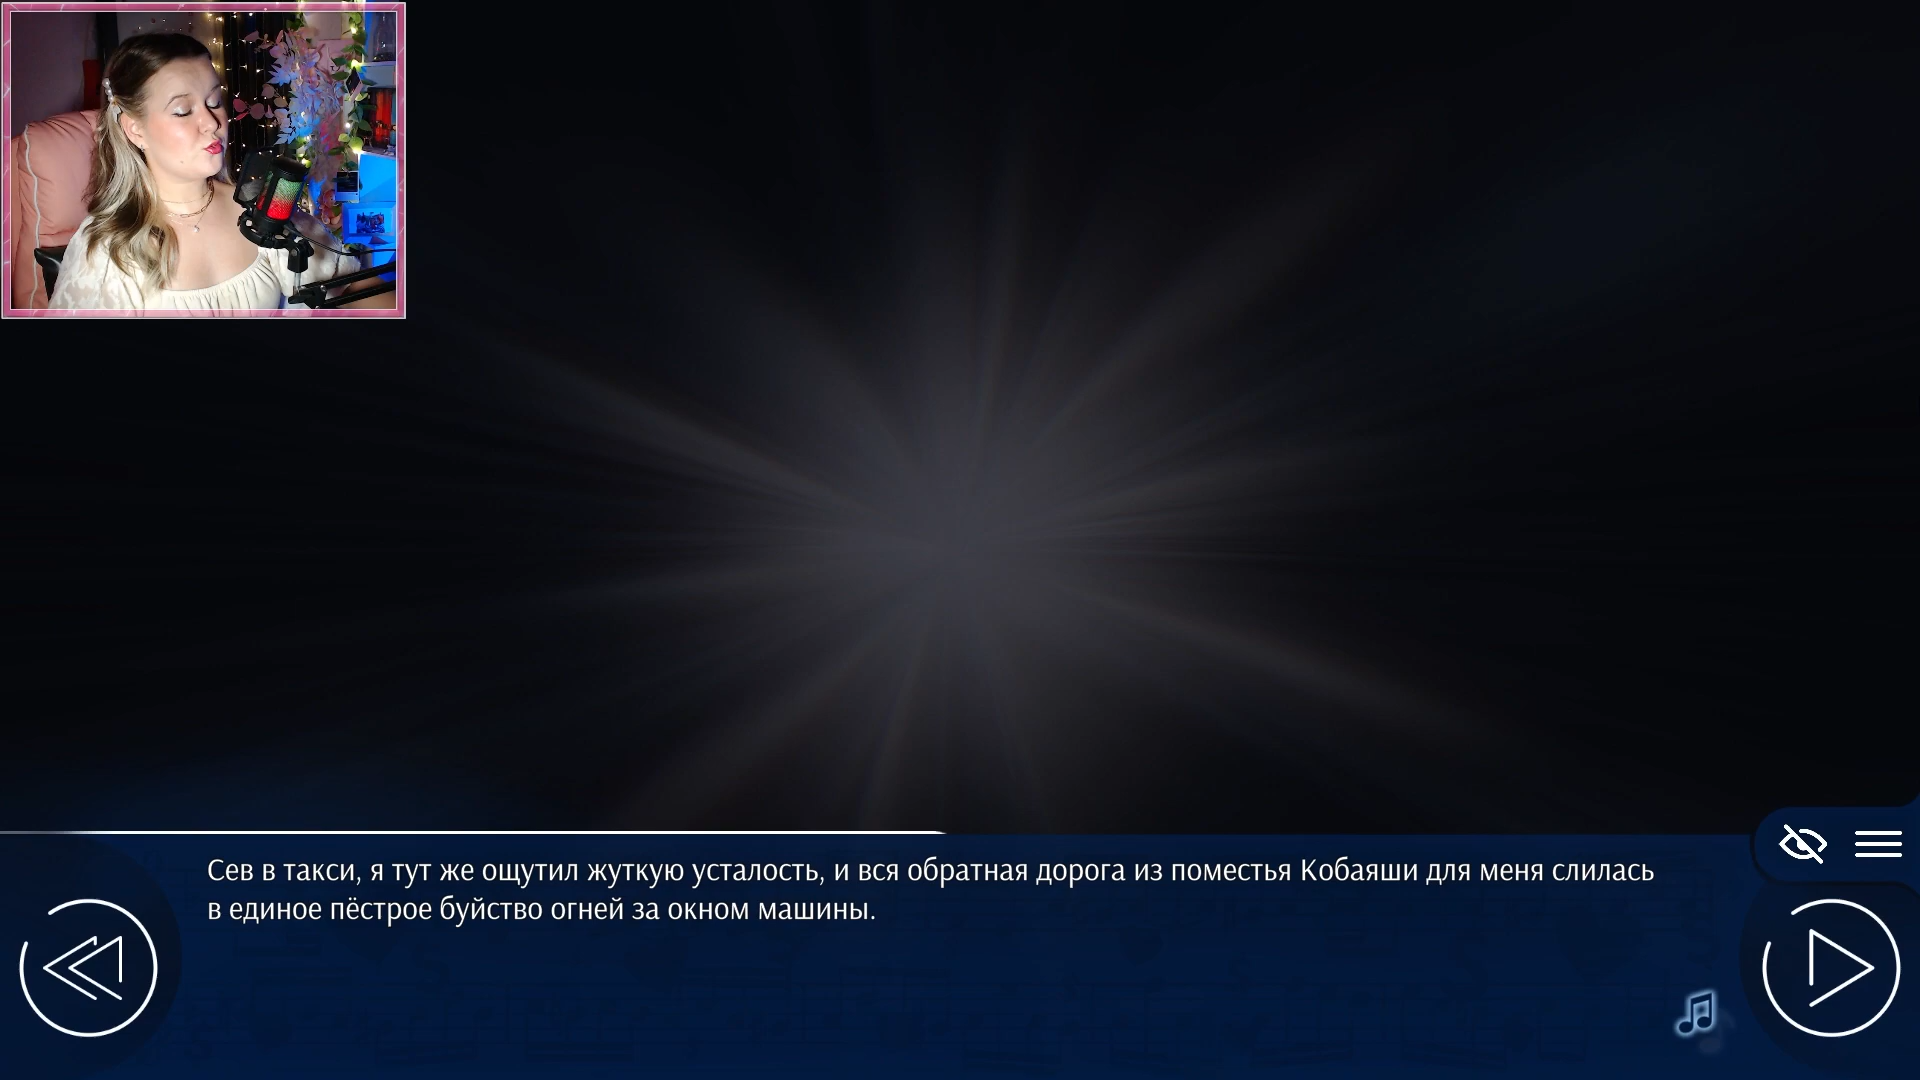 Сев в такси, я тут же ощутил жуткую усталость, и вся обратная дорога из поместья Кобаяши для меня слилась
в единое пёстрое буйство огней за окном машины.